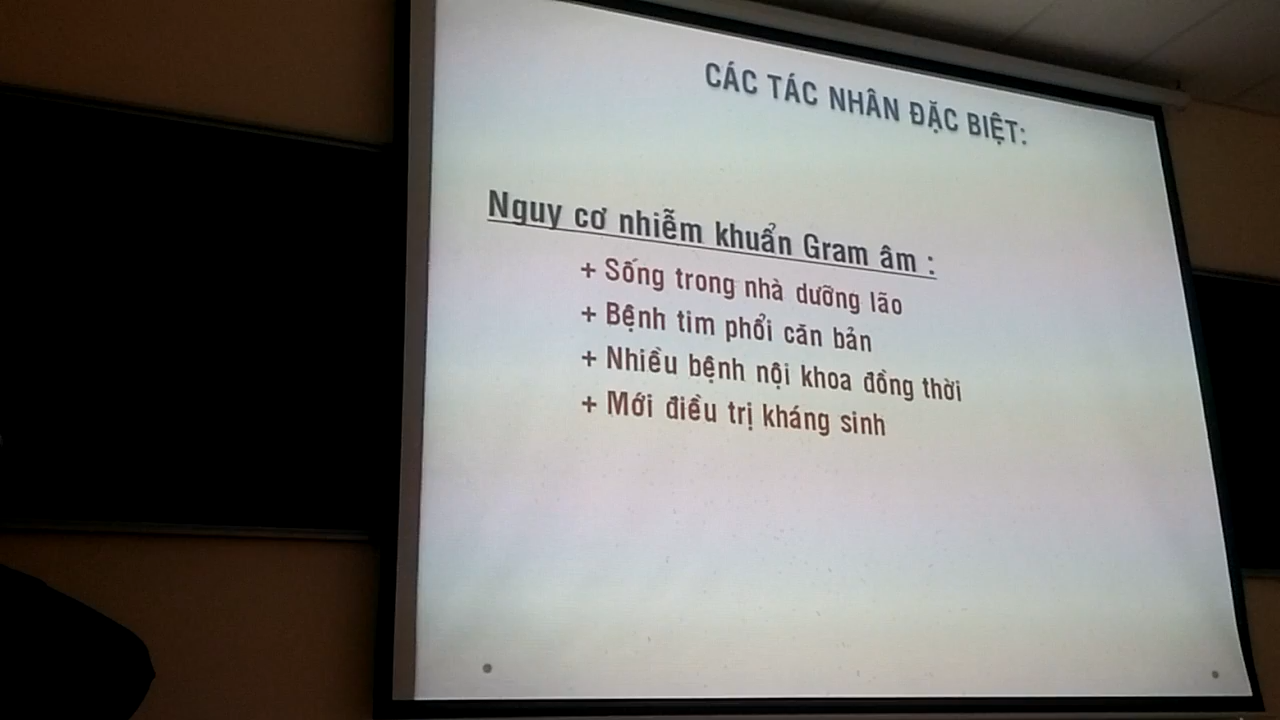 CÁC TÁC NHÂN ĐẶC BIỆT:
Nguy cơ nhiễm khuẩn Gram âm :
+ Sống trong nhà dưỡng lão
+ Bệnh tim phổi căn bản
+ Nhiều bệnh nội khoa đồng thời
+ Mới điều trị kháng sinh